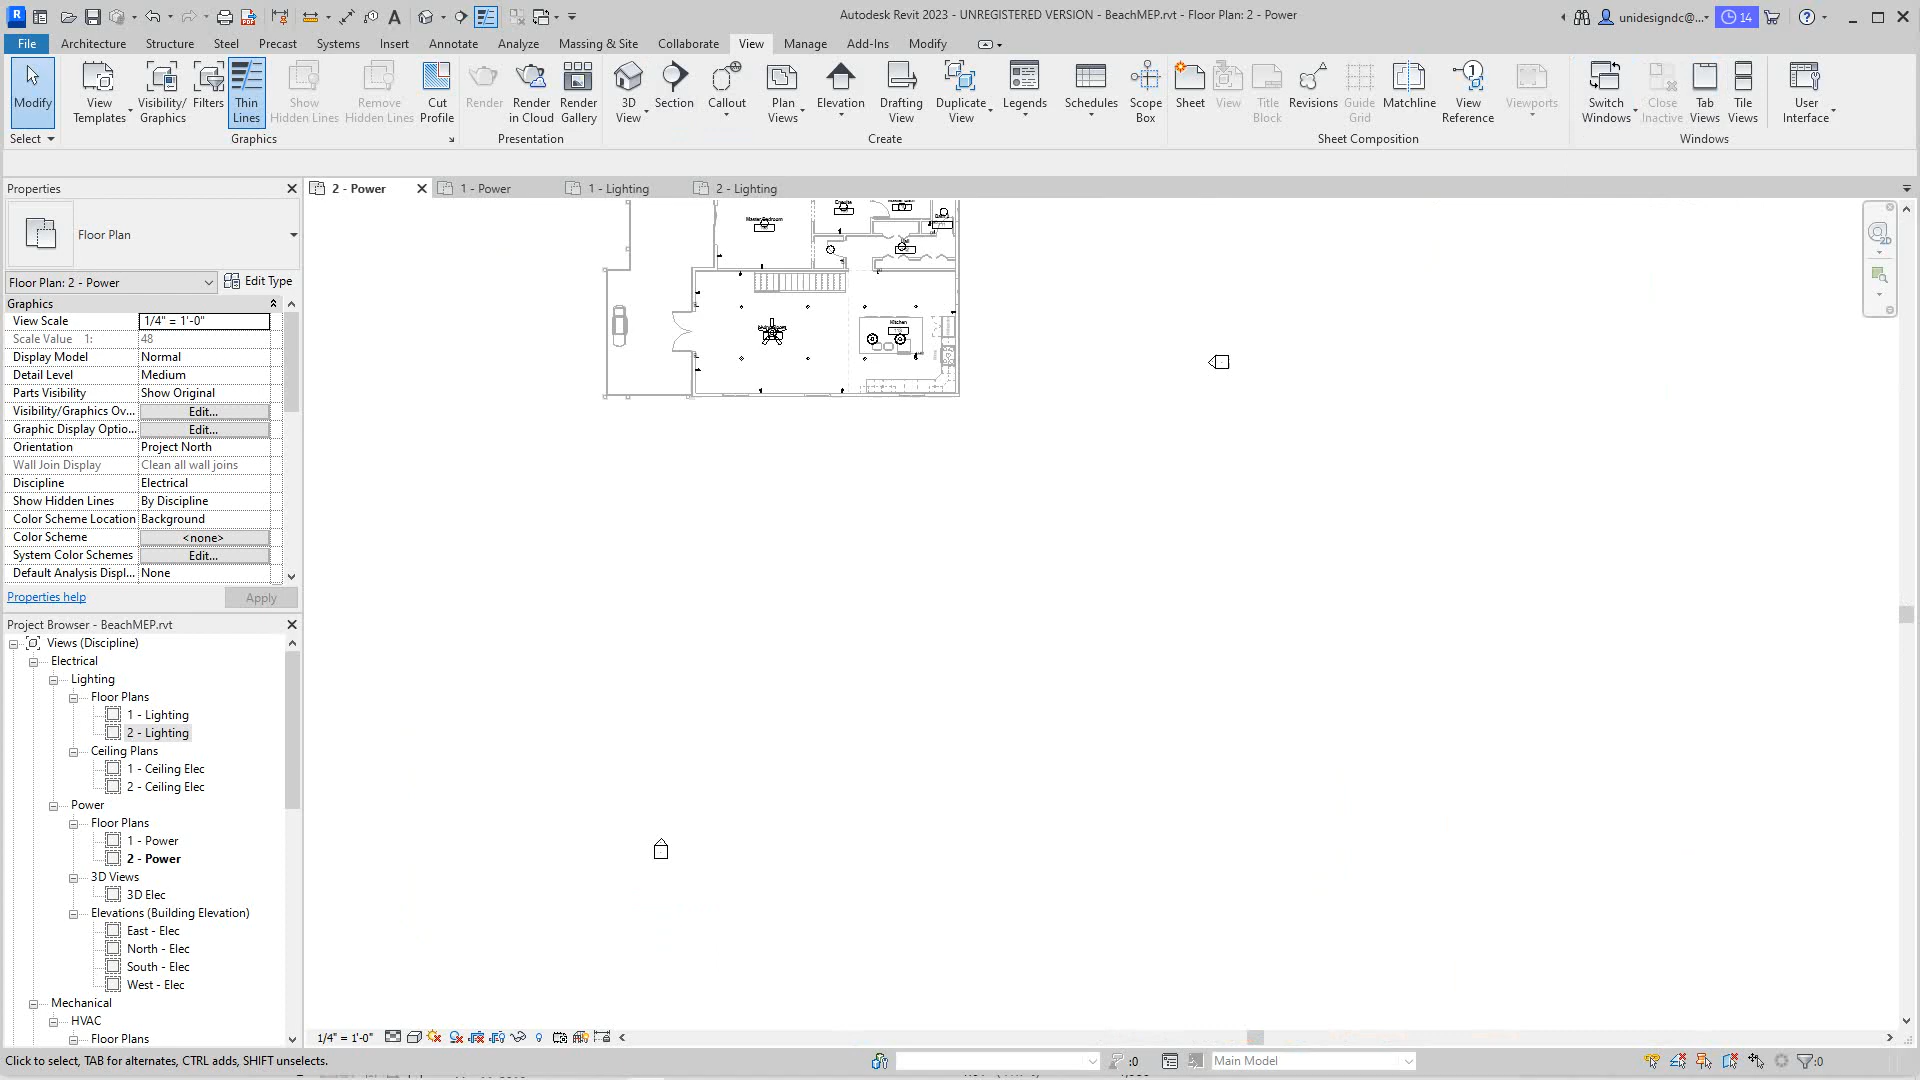 Autodesk Revit 2023 - UNREGISTERED VERSION - BeachMEP.rvt - Floor Plan: 2 - Power
unidesigndc@...
14
File Architecture Structure Steel Precast Systems Insert Annotate Analyze Massing & Site Collaborate View Manage Add-Ins Modify
Modify
View Templates
Visibility/ Graphics
Filters
Thin Lines
Show Hidden Lines
Remove Hidden Lines
Cut Profile
Render
Render in Cloud
Render Gallery
3D View
Section
Callout
Plan Views
Elevation
Drafting View
Duplicate View
Legends
Schedules
Scope Box
Sheet
View
Title Block
Revisions
Guide Grid
Matchline
View Reference
Viewports
Switch Windows
Close Inactive
Tab Views
Tile Views
User Interface
Select Graphics Presentation Create Sheet Composition Windows
Properties
2 - Power 1 - Power 1 - Lighting 2 - Lighting
Floor Plan
Floor Plan: 2 - Power Edit Type
Graphics
View Scale 1/4" = 1'-0"
Scale Value 1: 48
Display Model Normal
Detail Level Medium
Parts Visibility Show Original
Visibility/Graphics Ov... Edit...
Graphic Display Optio... Edit...
Orientation Project North
Wall Join Display Clean all wall joins
Discipline Electrical
Show Hidden Lines By Discipline
Color Scheme Location Background
Color Scheme <none>
System Color Schemes Edit...
Default Analysis Displ... None
Properties help Apply
Master Bedroom
Kitchen
2D
Project Browser - BeachMEP.rvt
Views (Discipline)
Electrical
Lighting
Floor Plans
1 - Lighting
2 - Lighting
Ceiling Plans
1 - Ceiling Elec
2 - Ceiling Elec
Power
Floor Plans
1 - Power
2 - Power
3D Views
3D Elec
Elevations (Building Elevation)
East - Elec
North - Elec
South - Elec
West - Elec
Mechanical
HVAC
Floor Plans
1/4" = 1'-0"
Click to select, TAB for alternates, CTRL adds, SHIFT unselects.
:0
Main Model
:0